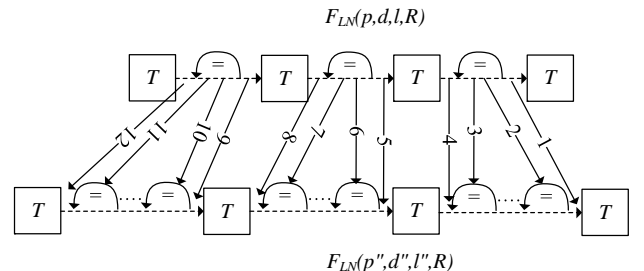 F_LN(p,d,l,R)
T = T = T = T
12 11 10 9 8 7 6 5 4 3 2 1
T = ..... = T = ..... = T = ..... = T
F_LN(p",d",l",R)